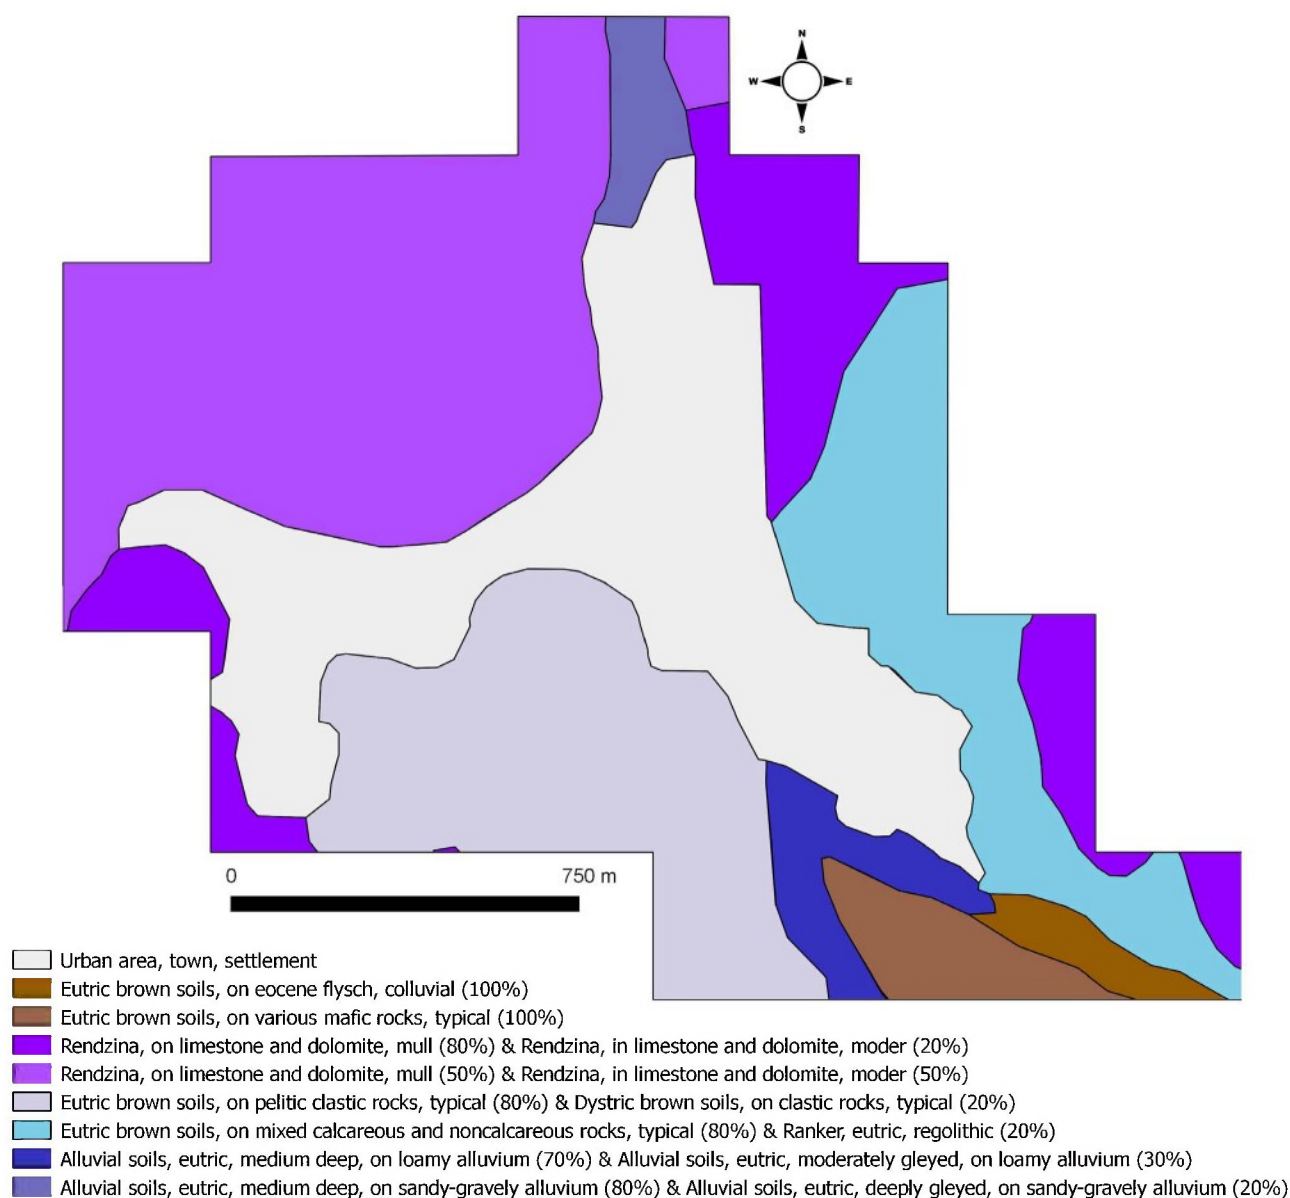 N
W E
S
0 750 m
Urban area, town, settlement
Eutric brown soils, on eocene flysch, colluvial (100%)
Eutric brown soils, on various mafic rocks, typical (100%)
Rendzina, on limestone and dolomite, mull (80%) & Rendzina, in limestone and dolomite, moder (20%)
Rendzina, on limestone and dolomite, mull (50%) & Rendzina, in limestone and dolomite, moder (50%)
Eutric brown soils, on pelitic clastic rocks, typical (80%) & Dystric brown soils, on clastic rocks, typical (20%)
Eutric brown soils, on mixed calcareous and noncalcareous rocks, typical (80%) & Ranker, eutric, regolithic (20%)
Alluvial soils, eutric, medium deep, on loamy alluvium (70%) & Alluvial soils, eutric, moderately gleyed, on loamy alluvium (30%)
Alluvial soils, eutric, medium deep, on sandy-gravely alluvium (80%) & Alluvial soils, eutric, deeply gleyed, on sandy-gravely alluvium (20%)